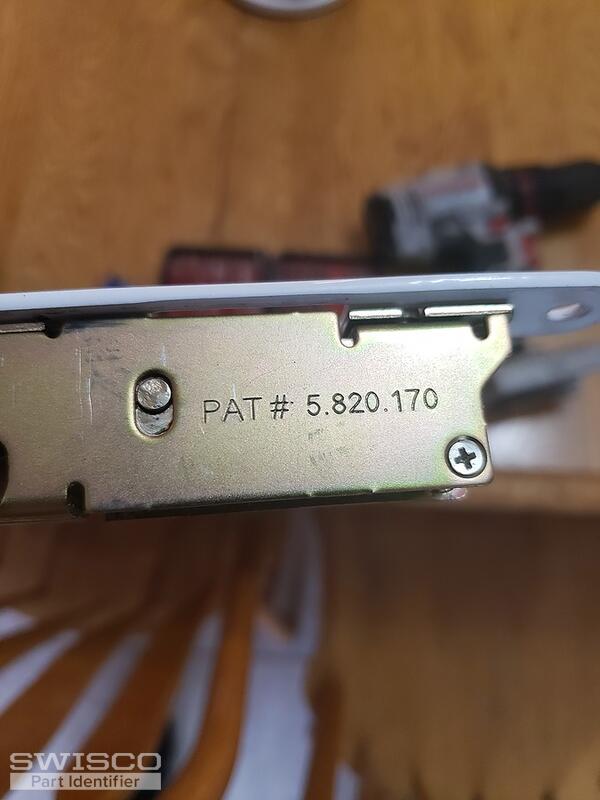 PAT # 5.820.170
SWISCO
Part Identifier